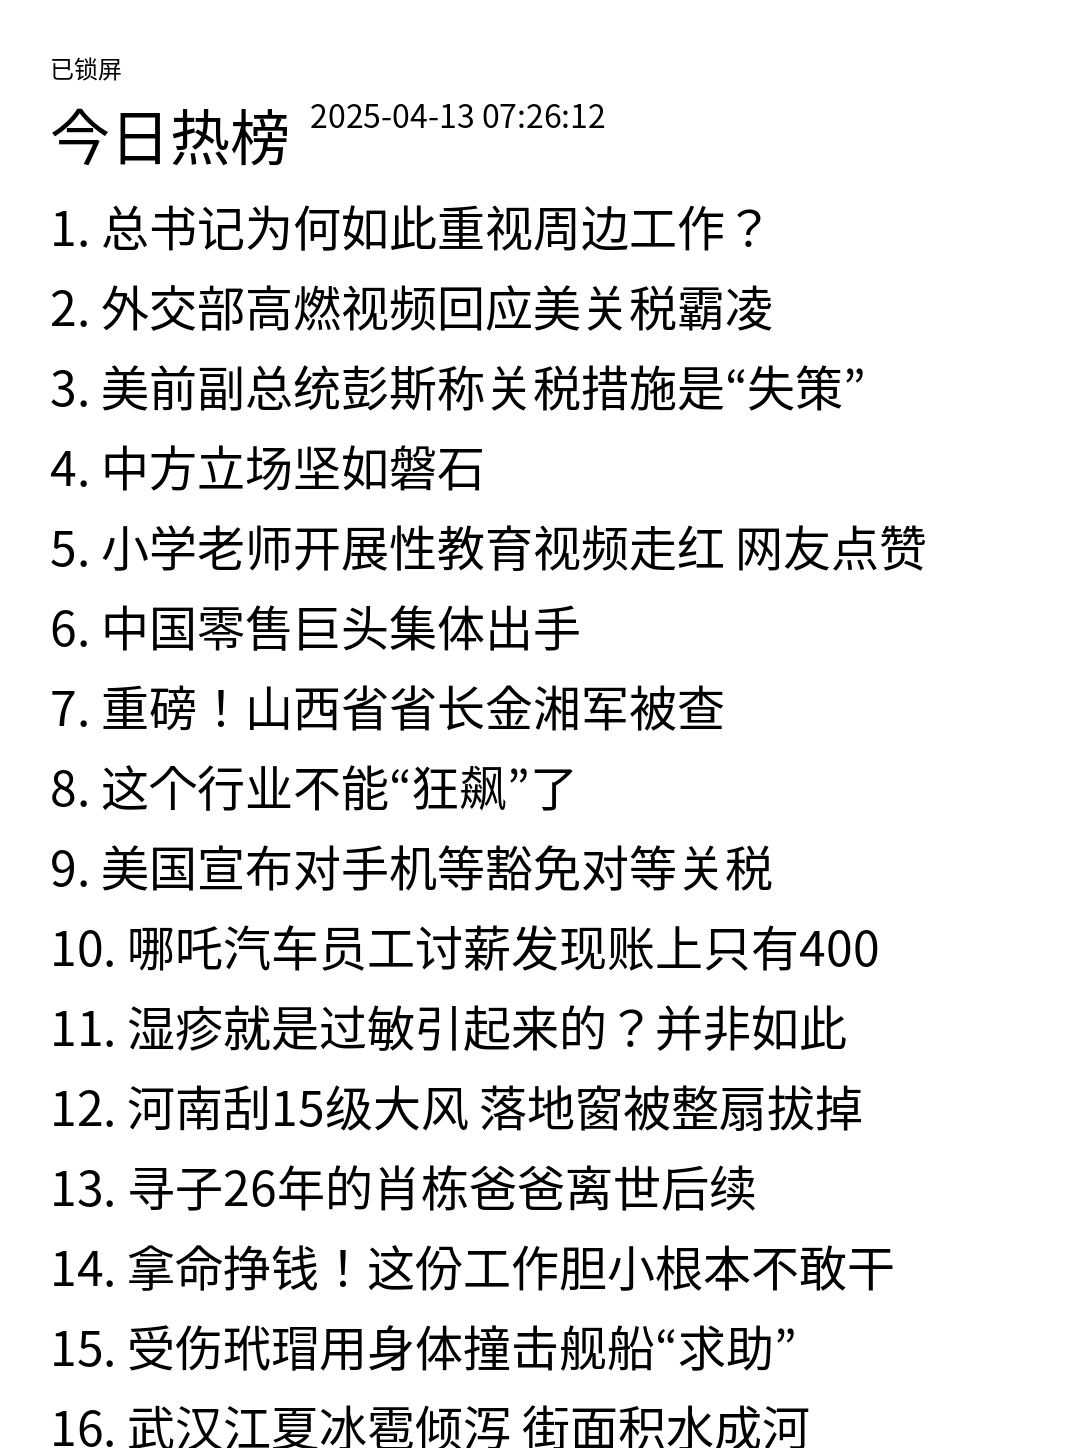 已锁屏
今日热榜 2025-04-13 07:26:12
1. 总书记为何如此重视周边工作？
2. 外交部高燃视频回应美关税霸凌
3. 美前副总统彭斯称关税措施是“失策”
4. 中方立场坚如磐石
5. 小学老师开展性教育视频走红 网友点赞
6. 中国零售巨头集体出手
7. 重磅！山西省省长金湘军被查
8. 这个行业不能“狂飙”了
9. 美国宣布对手机等豁免对等关税
10. 哪吒汽车员工讨薪发现账上只有400
11. 湿疹就是过敏引起来的？并非如此
12. 河南刮15级大风 落地窗被整扇拔掉
13. 寻子26年的肖栋爸爸离世后续
14. 拿命挣钱！这份工作胆小根本不敢干
15. 受伤玳瑁用身体撞击舰船“求助”
16. 武汉江夏冰雹倾泻 街面积水成河